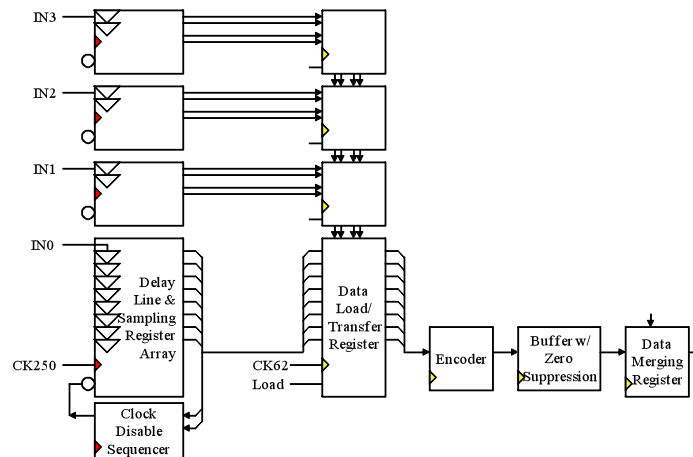 IN3
IN2
IN1
IN0
Delay
Line &
Sampling
Register
Array
CK250
Data
Load/
Transfer
Register
CK62
Load
Encoder
Buffer w/
Zero
Suppression
Data
Merging
Register
Clock
Disable
Sequencer